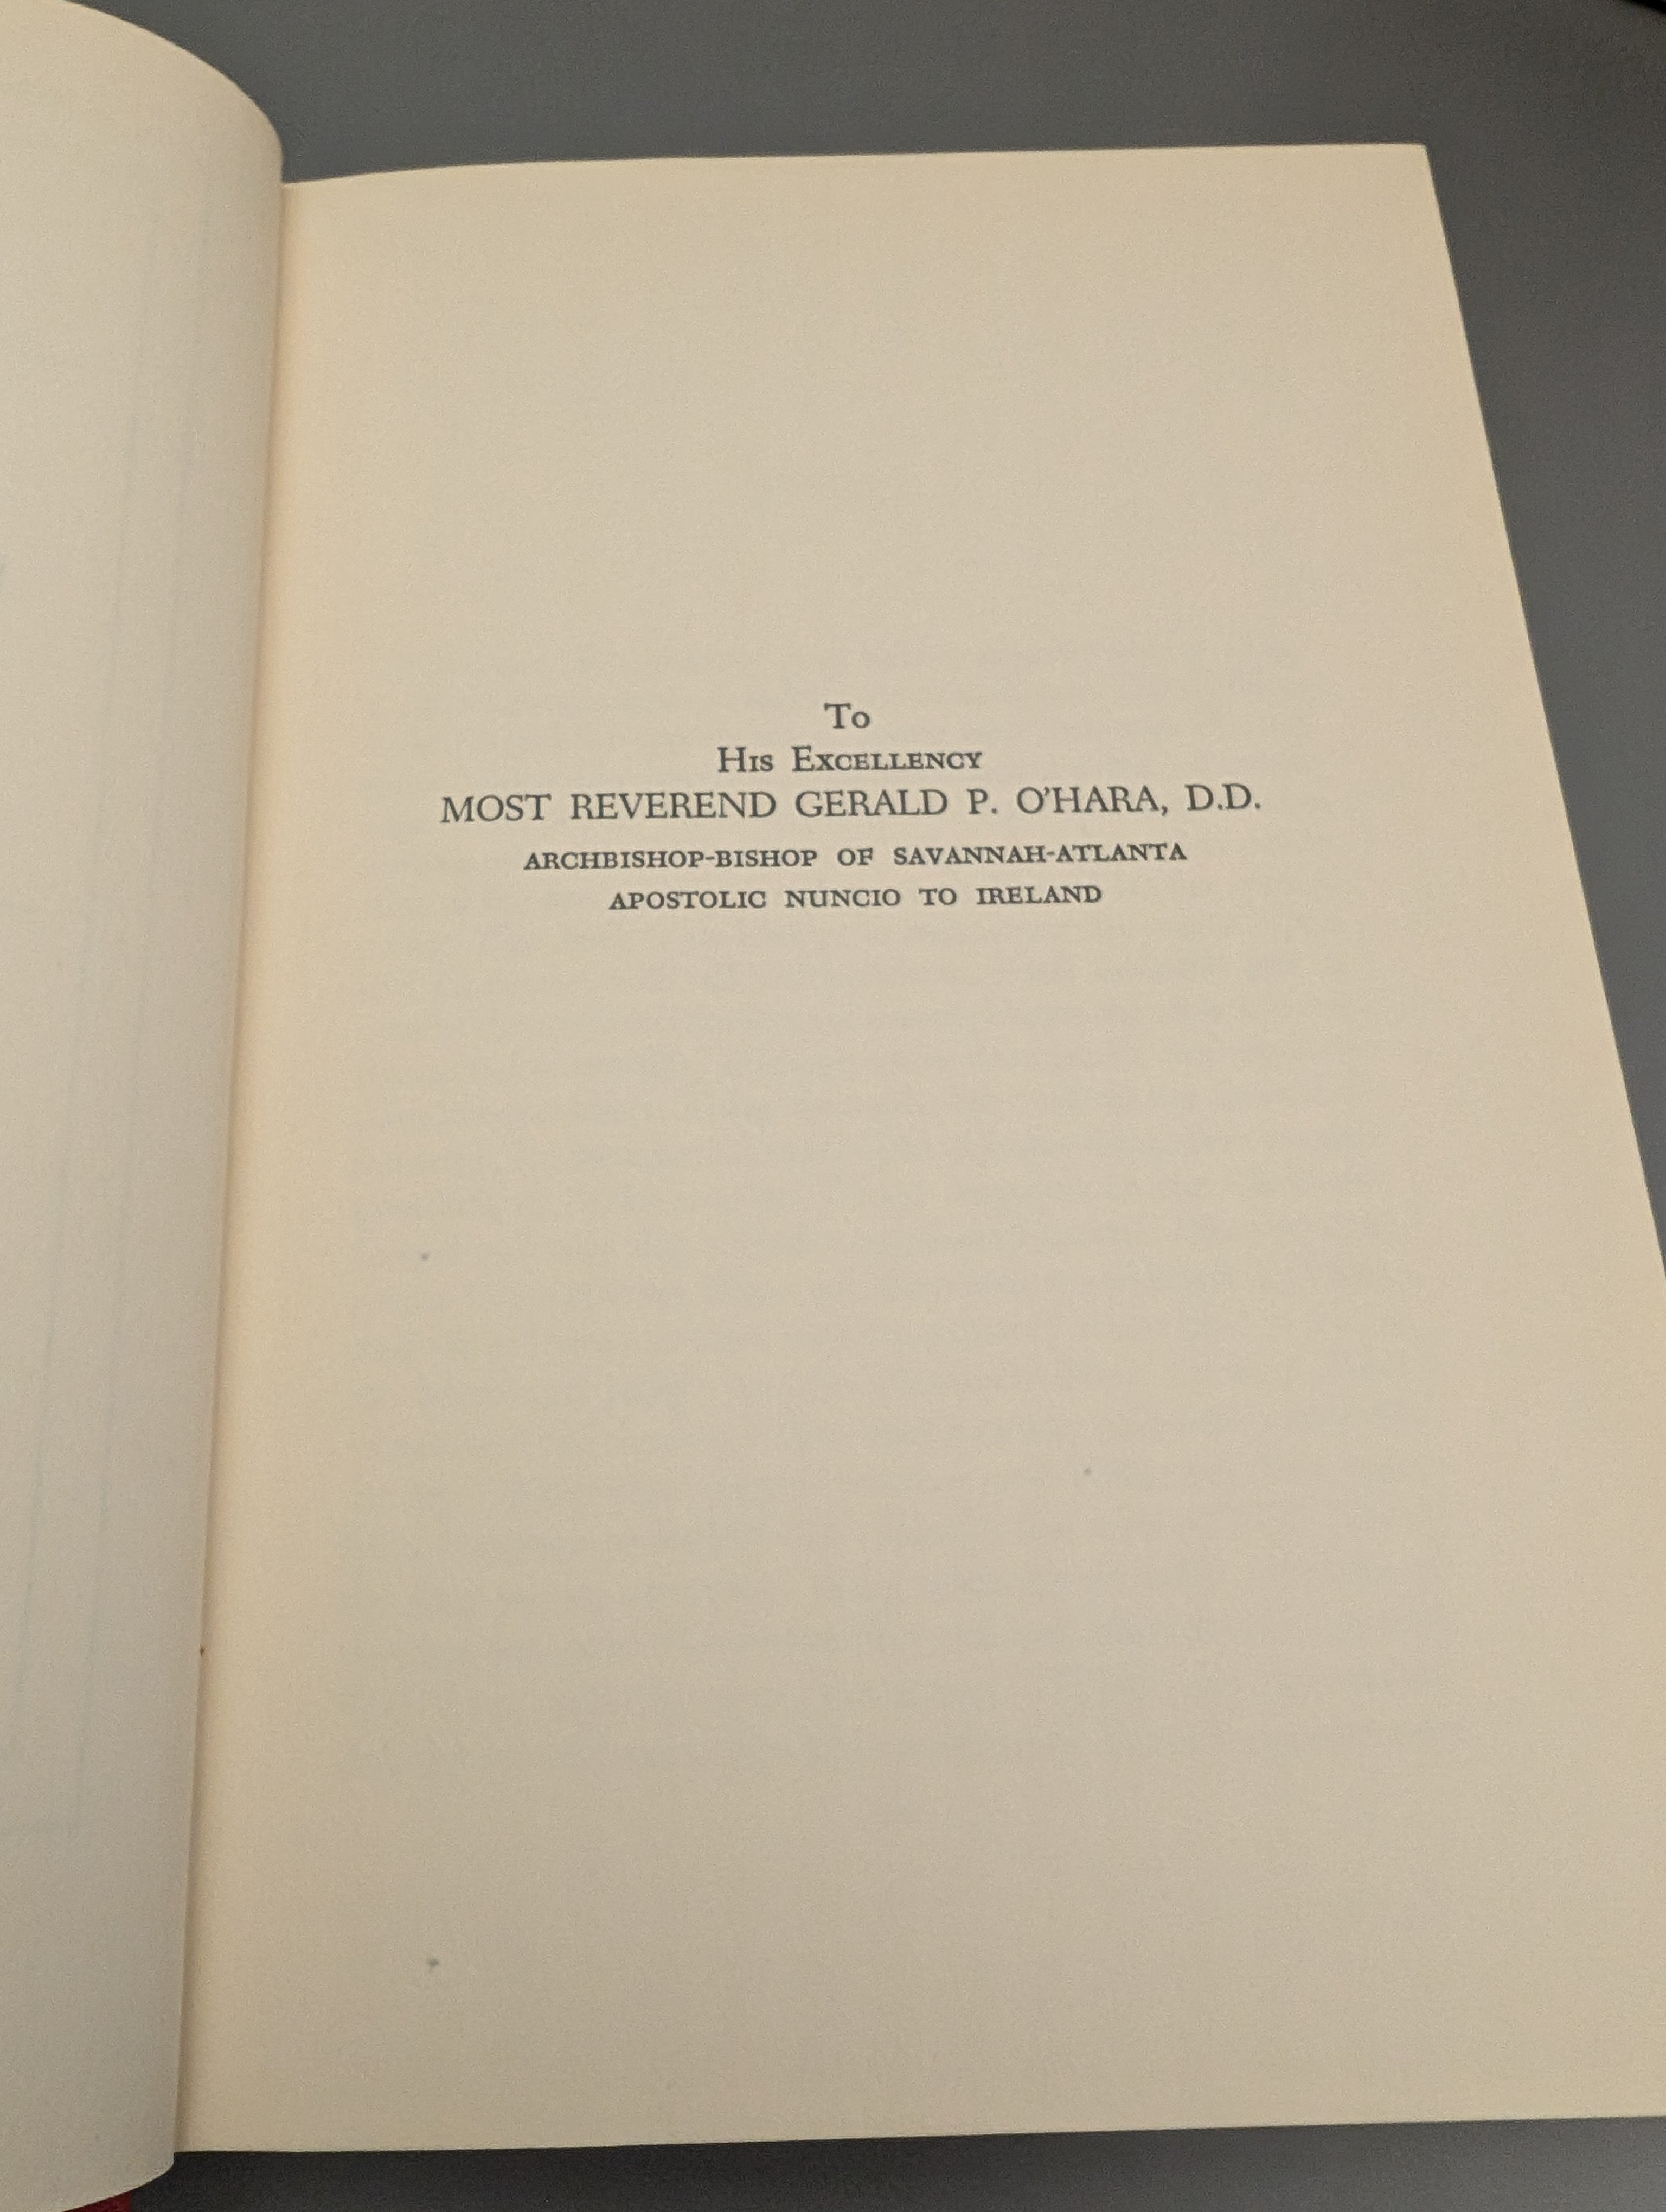 To
His Excellency
MOST REVEREND GERALD P. O'HARA, D.D.
ARCHBISHOP-BISHOP OF SAVANNAH-ATLANTA
APOSTOLIC NUNCIO TO IRELAND